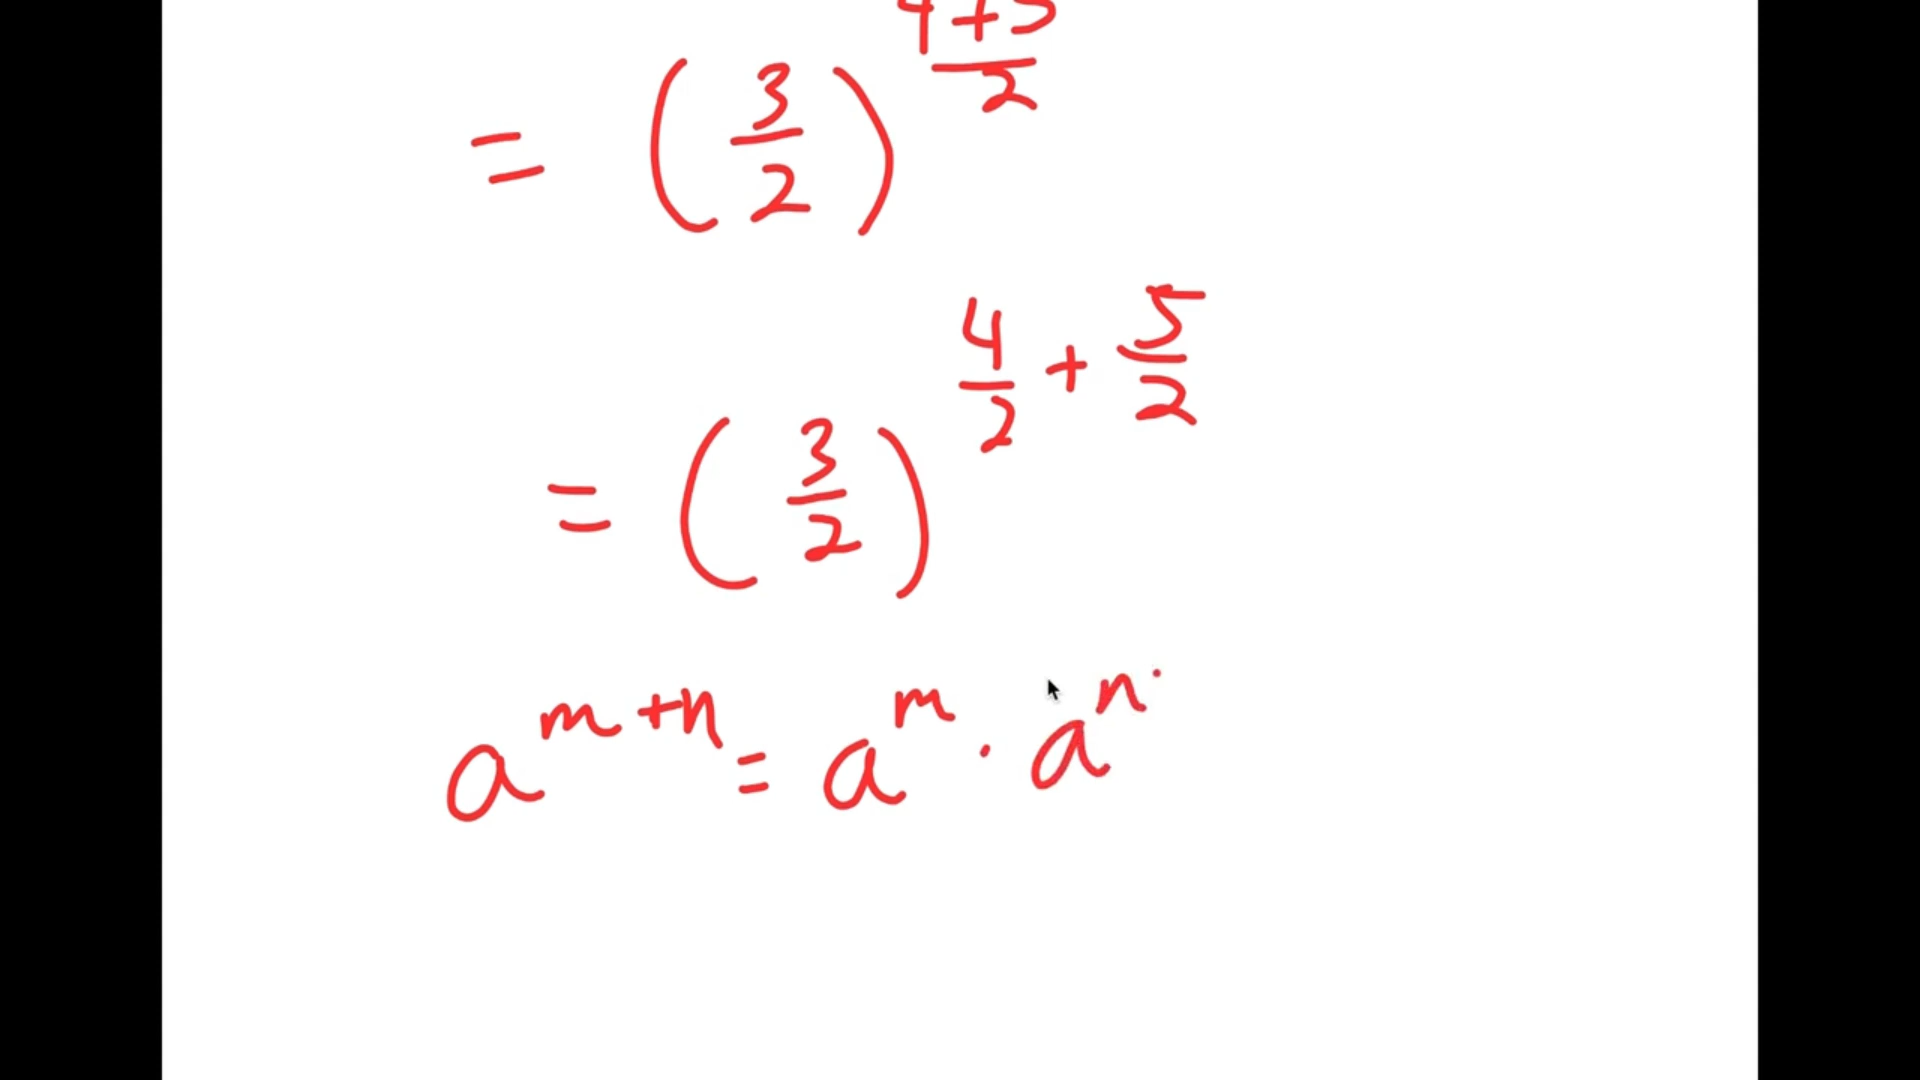 = (3/2)^((4+5)/2)
= (3/2)^(4/2 + 5/2)
a^(m+n) = a^m · a^n ·